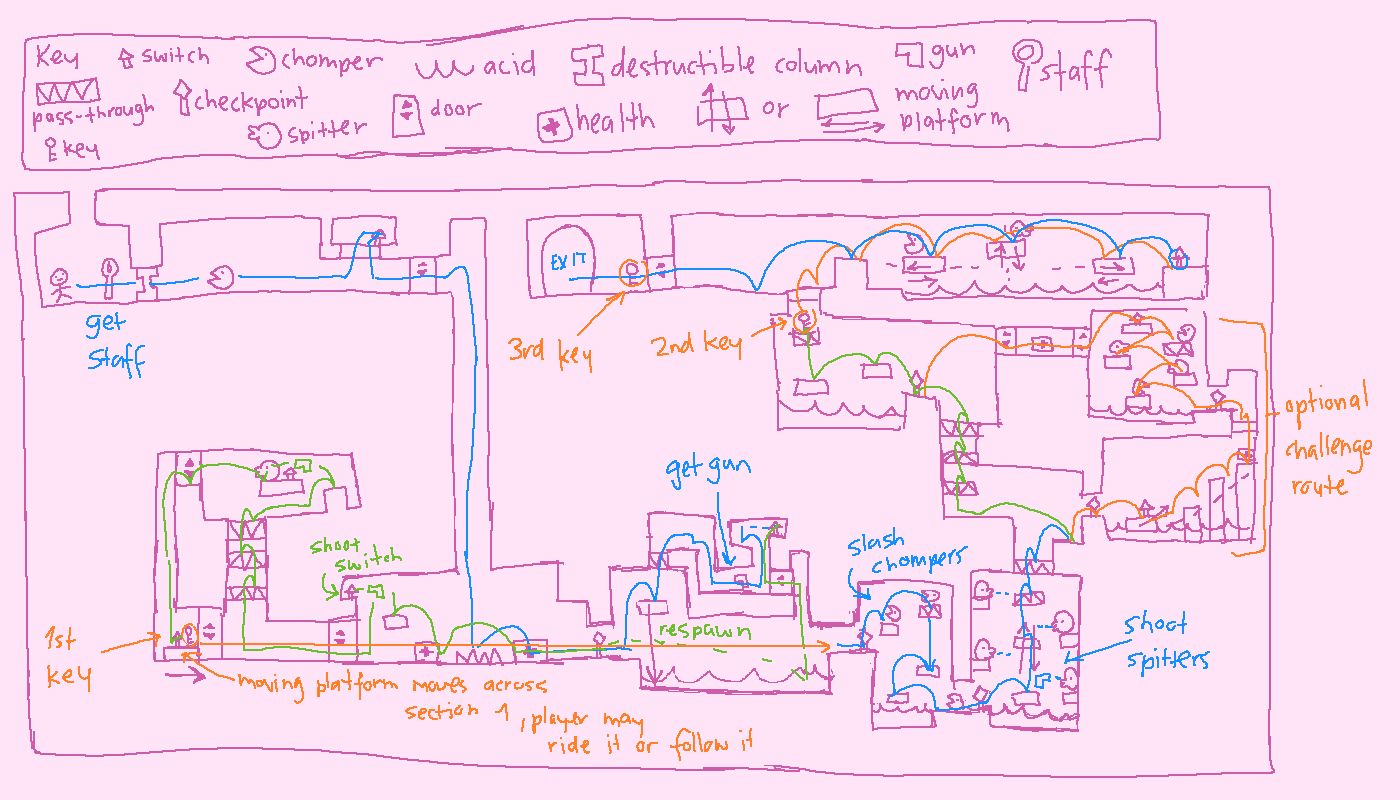 Key
switch
chomper
acid
destructible column
gun
staff
pass-through
checkpoint
spitter
door
health
or
moving
platform
key
get
staff
EXIT
3rd key
2nd key
optional
challenge
route
get gun
slash
chompers
shoot
switch
respawn
shoot
spitters
1st
key
moving platform moves across
section 1, player may
ride it or follow it